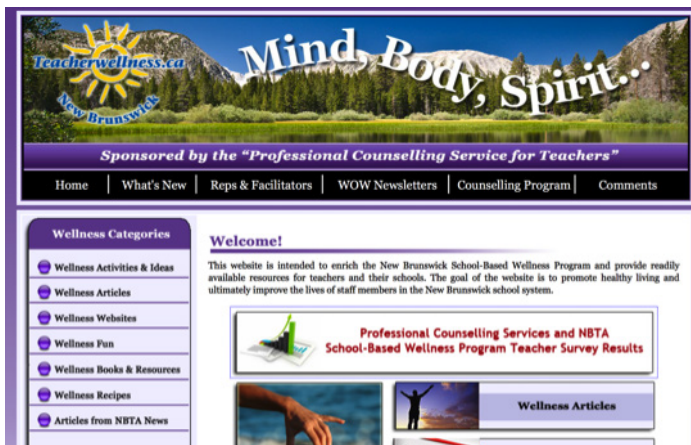 Teacherwellness.ca
New Brunswick
Mind, Body, Spirit...
Sponsored by the "Professional Counselling Service for Teachers"
Home | What's New | Reps & Facilitators | WOW Newsletters | Counselling Program | Comments
Wellness Categories
Wellness Activities & Ideas
Wellness Articles
Wellness Websites
Wellness Fun
Wellness Books & Resources
Wellness Recipes
Articles from NBTA News
Welcome!
This website is intended to enrich the New Brunswick School-Based Wellness Program and provide readily
available resources for teachers and their schools. The goal of the website is to promote healthy living and
ultimately improve the lives of staff members in the New Brunswick school system.
Professional Counselling Services and NBTA
School-Based Wellness Program Teacher Survey Results
Wellness Articles